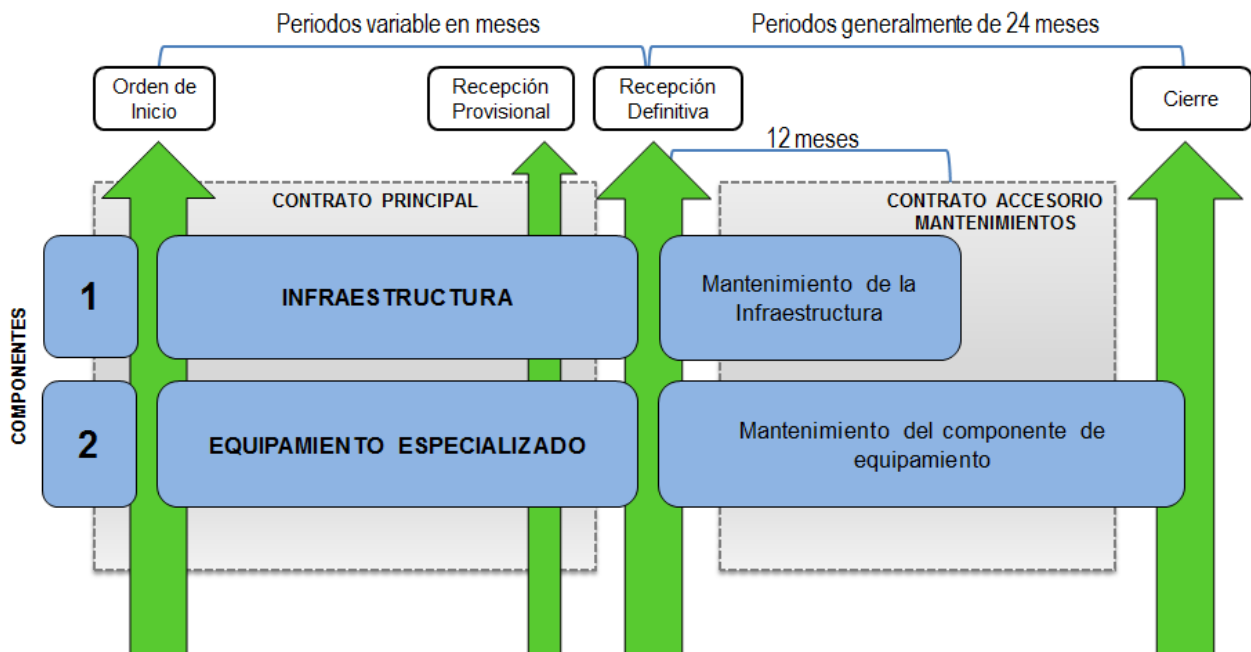 Periodos variable en meses
Periodos generalmente de 24 meses
Orden de
Inicio
Recepción
Provisional
Recepción
Definitiva
Cierre
12 meses
CONTRATO PRINCIPAL
CONTRATO ACCESORIO
MANTENIMIENTOS
COMPONENTES
1
INFRAESTRUCTURA
Mantenimiento de la
Infraestructura
2
EQUIPAMIENTO ESPECIALIZADO
Mantenimiento del componente de
equipamiento